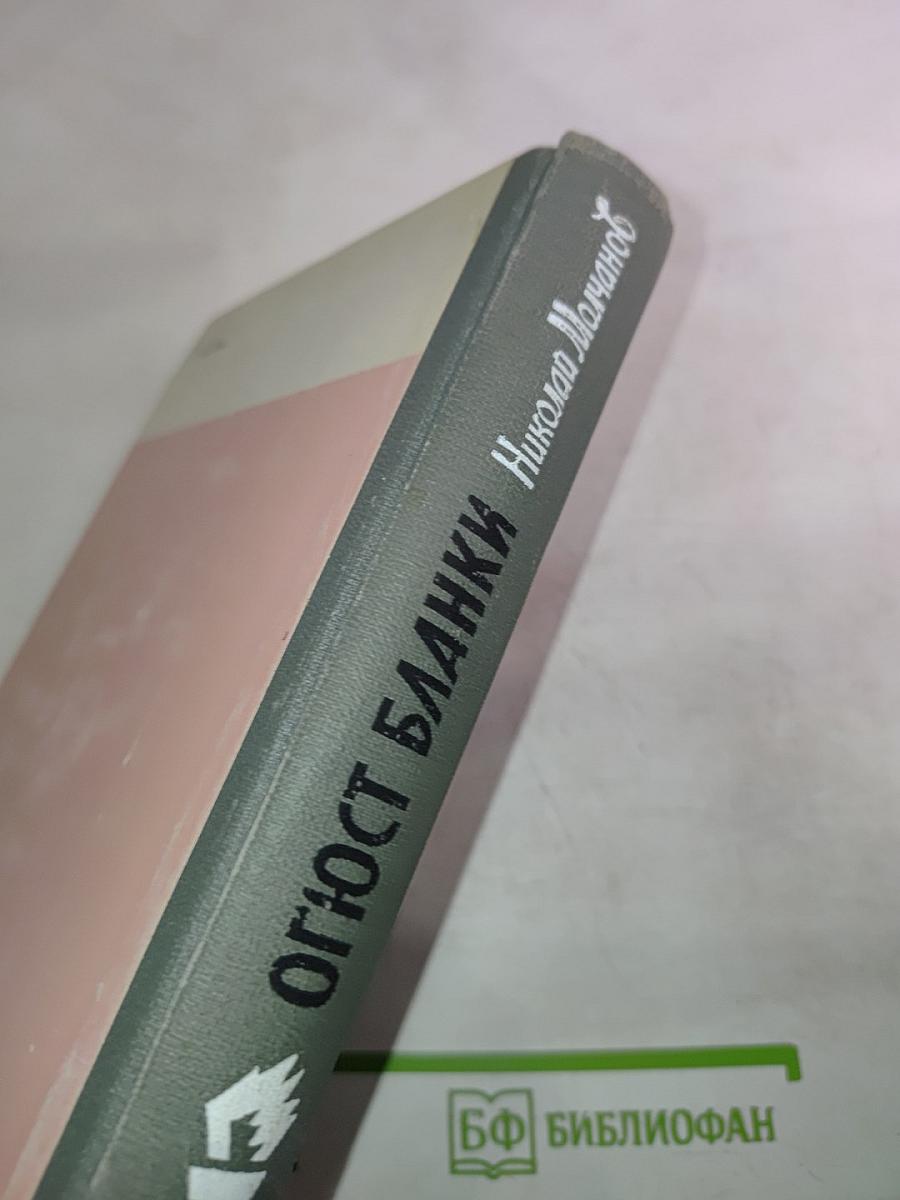 ОГЮСТ БЛАНКИ
Николай Молчанов
БФ БИБЛИОФАН